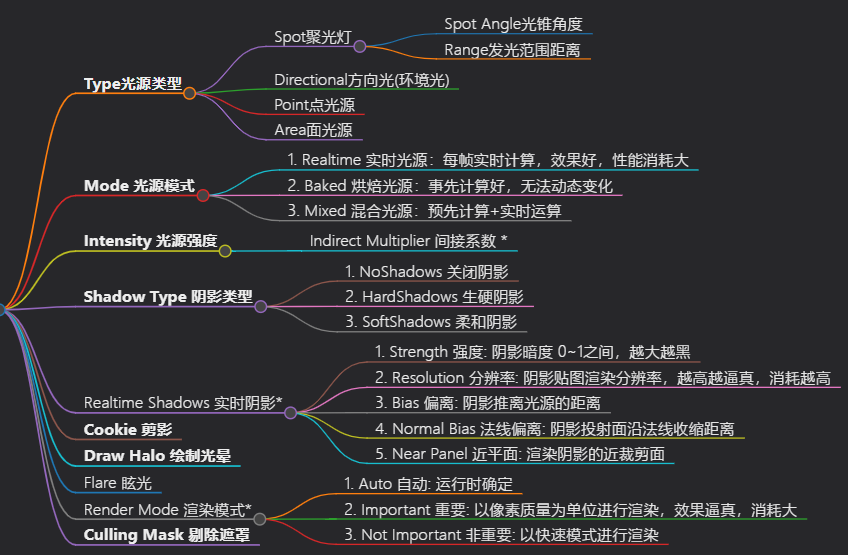 Type光源类型
Spot聚光灯
Spot Angle光锥角度
Range发光范围距离
Directional方向光(环境光)
Point点光源
Area面光源
Mode 光源模式
1. Realtime 实时光源：每帧实时计算，效果好，性能消耗大
2. Baked 烘焙光源：事先计算好，无法动态变化
3. Mixed 混合光源：预先计算+实时运算
Intensity 光源强度
Indirect Multiplier 间接系数 *
Shadow Type 阴影类型
1. NoShadows 关闭阴影
2. HardShadows 生硬阴影
3. SoftShadows 柔和阴影
Realtime Shadows 实时阴影*
1. Strength 强度: 阴影暗度 0~1之间，越大越黑
2. Resolution 分辨率: 阴影贴图渲染分辨率，越高越逼真，消耗越高
3. Bias 偏离: 阴影推离光源的距离
4. Normal Bias 法线偏离: 阴影投射面沿法线收缩距离
5. Near Panel 近平面: 渲染阴影的近裁剪面
Cookie 剪影
Draw Halo 绘制光晕
Flare 眩光
Render Mode 渲染模式*
1. Auto 自动: 运行时确定
2. Important 重要: 以像素质量为单位进行渲染，效果逼真，消耗大
3. Not Important 非重要: 以快速模式进行渲染
Culling Mask 剔除遮罩